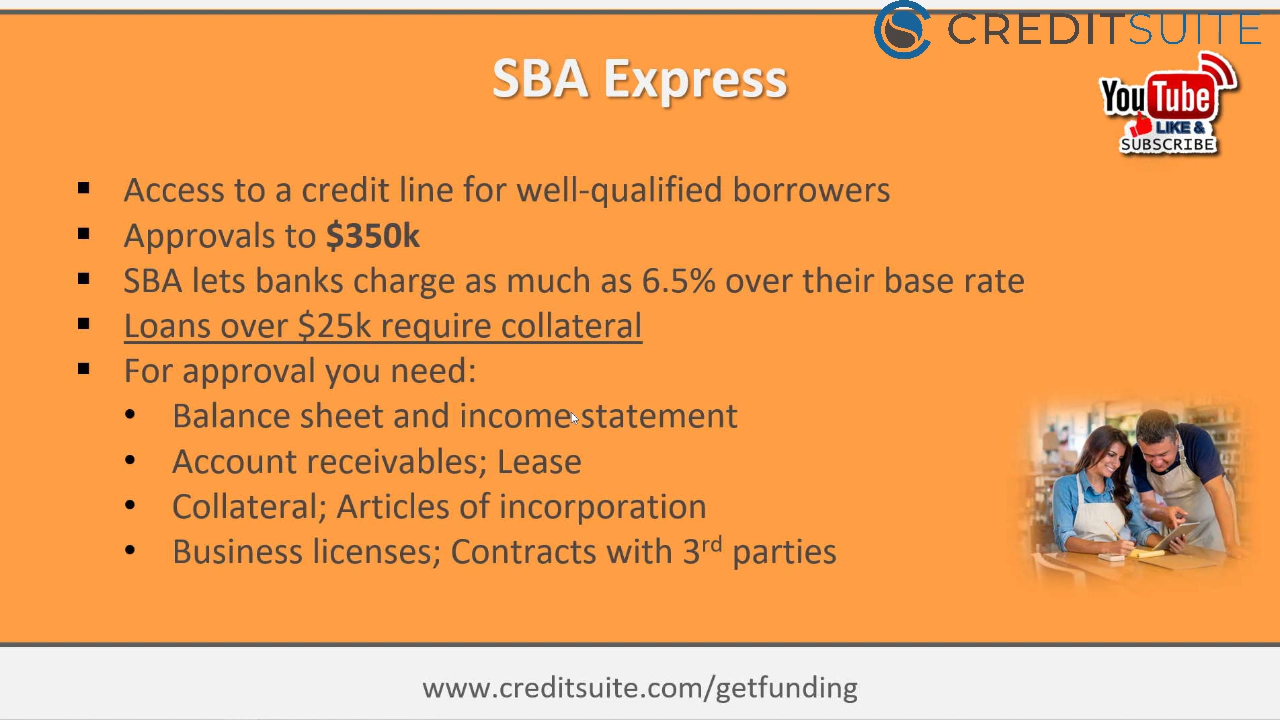 CREDITSUITE
SBA Express
YouTube
LIKE &
SUBSCRIBE
▪ Access to a credit line for well-qualified borrowers
▪ Approvals to $350k
▪ SBA lets banks charge as much as 6.5% over their base rate
▪ Loans over $25k require collateral
▪ For approval you need:
• Balance sheet and income statement
• Account receivables; Lease
• Collateral; Articles of incorporation
• Business licenses; Contracts with 3rd parties
www.creditsuite.com/getfunding